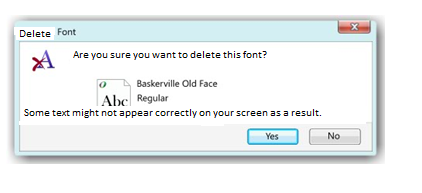 Delete Font
Are you sure you want to delete this font?
Baskerville Old Face
Abc Regular
Some text might not appear correctly on your screen as a result.
Yes No